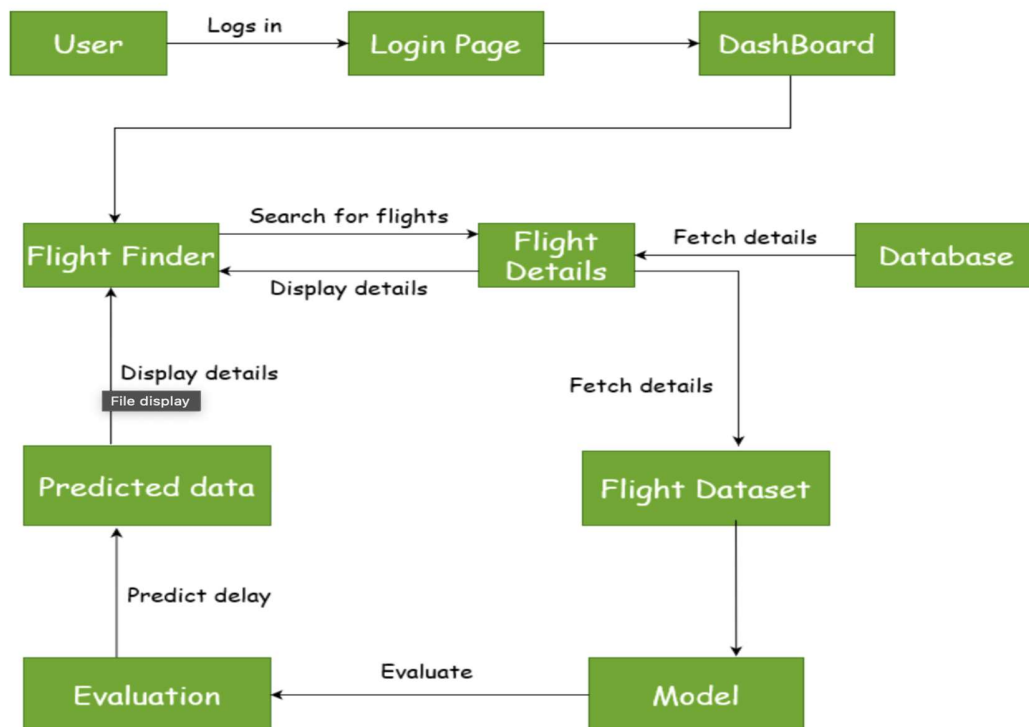 User
Logs in
Login Page
DashBoard
Search for flights
Flight Finder
Flight
Details
Fetch details
Database
Display details
Display details
File display
Fetch details
Predicted data
Flight Dataset
Predict delay
Evaluation
Evaluate
Model